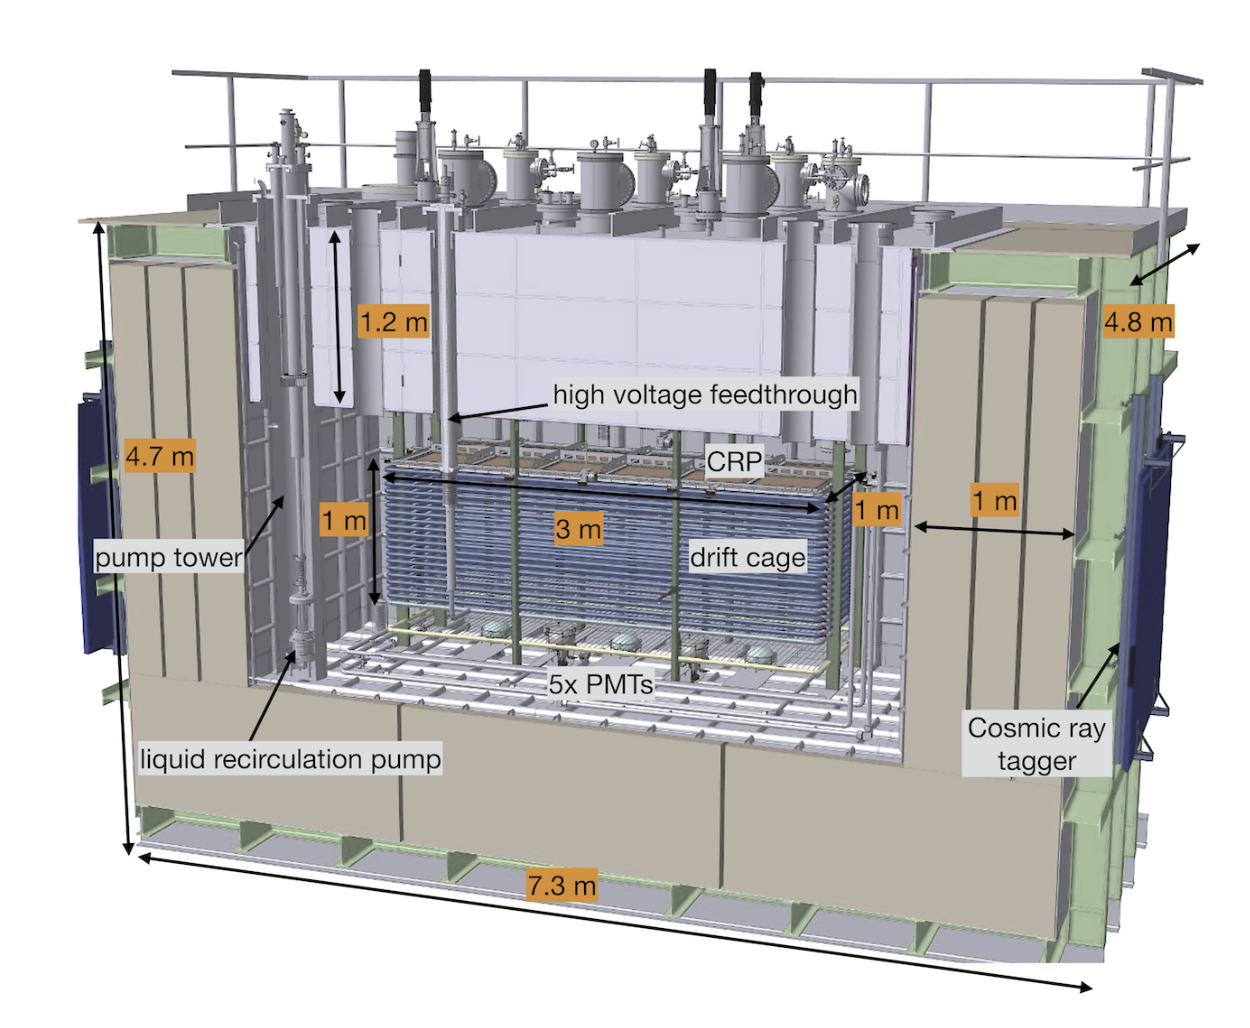 1.2 m
4.8 m
high voltage feedthrough
4.7 m
CRP
1 m
3 m
1 m
1 m
pump tower
drift cage
5x PMTs
liquid recirculation pump
Cosmic ray
tagger
7.3 m